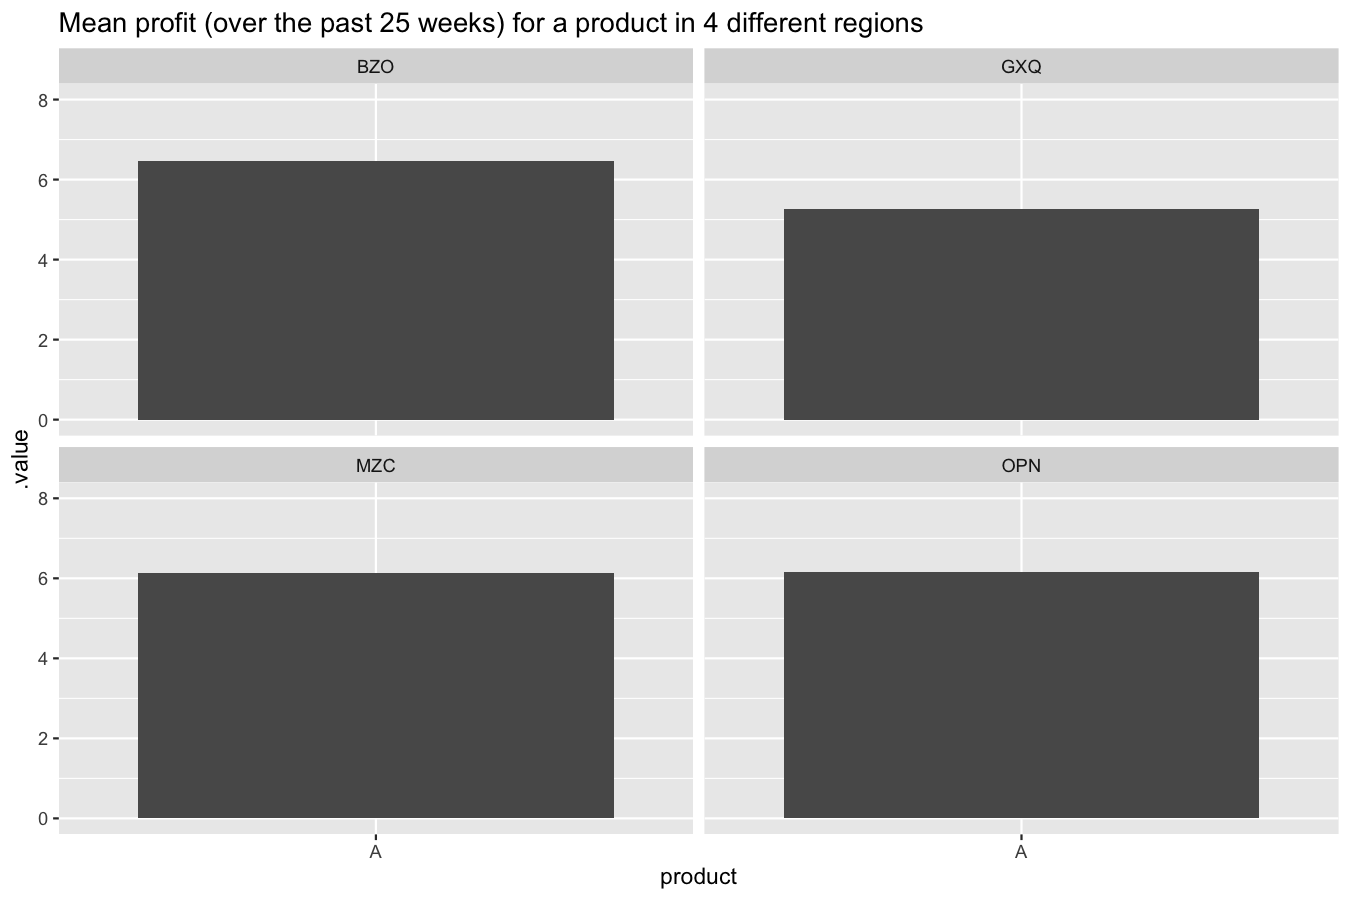 Mean profit (over the past 25 weeks) for a product in 4 different regions
BZO
GXQ
8
6
4
2
0
MZC
OPN
8
6
4
2
0
.value
A
A
product